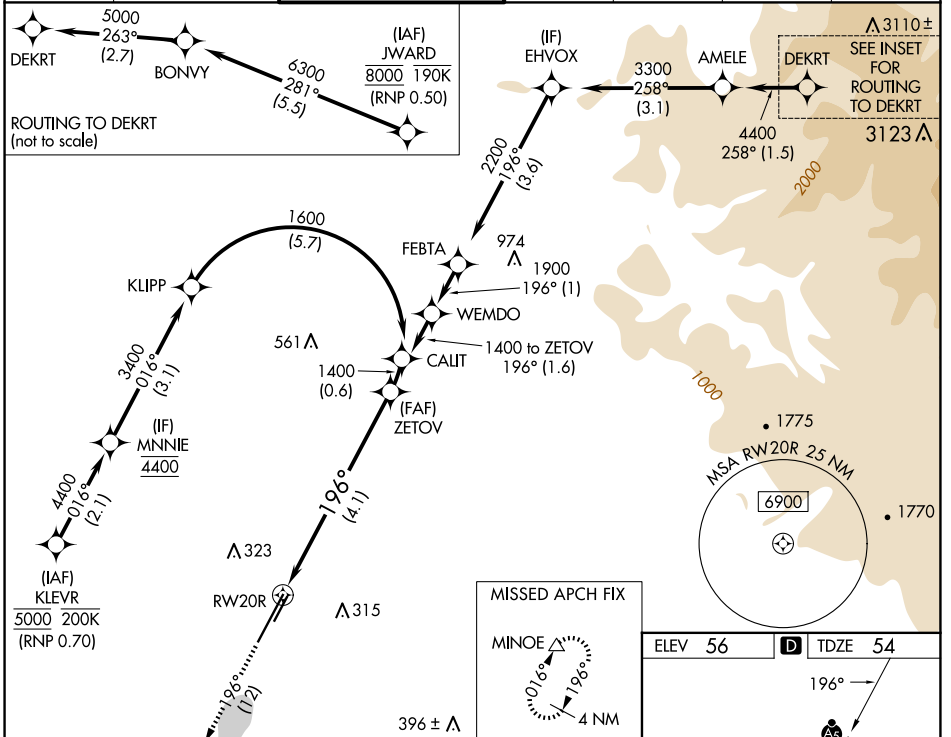 5000
263°
(2.7)
DEKRT
BONVY
6300
281°
(5.5)
(IAF)
JWARD
8000 190K
(RNP 0.50)
ROUTING TO DEKRT
(not to scale)
(IF)
EHVOX
3300
258°
(3.1)
AMELE
DEKRT
4400
258° (1.5)
3110±
SEE INSET
FOR
ROUTING
TO DEKRT
3123
2000
2200
196°
(3.6)
1600
(5.7)
KLIPP
FEBTA
974
1900
196° (1)
WEMDO
561
CALIT
1400 to ZETOV
196° (1.6)
1400
(0.6)
(FAF)
ZETOV
3400
016°
(3.1)
(IF)
MNNIE
4400
4400
016°
(2.1)
(IAF)
KLEVR
5000 200K
(RNP 0.70)
196°
(4.1)
1000
1775
MSA RW20R 25 NM
6900
1770
323
RW20R
315
196°
(12)
396 ±
MISSED APCH FIX
MINOE
016°
196°
4 NM
ELEV 56
D
TDZE 54
196°
A5